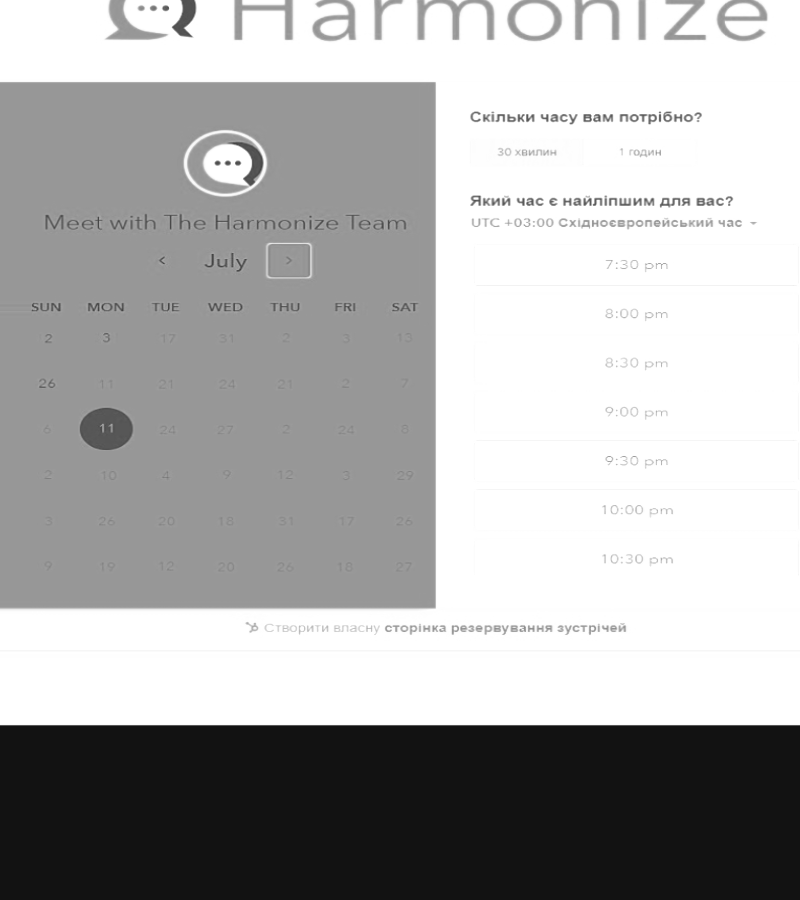 Harmonize
Meet with The Harmonize Team
< July >
SUN MON TUE WED THU FRI SAT
2 3 17 31 2 3 13
26 11 21 24 21 2 7
6 11 24 27 2 24 8
2 10 4 9 12 3 29
3 26 20 18 31 17 26
9 19 12 20 26 18 27
Скільки часу вам потрібно?
30 хвилин 1 годин
Який час є найліпшим для вас?
UTC +03:00 Східноєвропейський час
7:30 pm
8:00 pm
8:30 pm
9:00 pm
9:30 pm
10:00 pm
10:30 pm
Створити власну сторінка резервування зустрічей